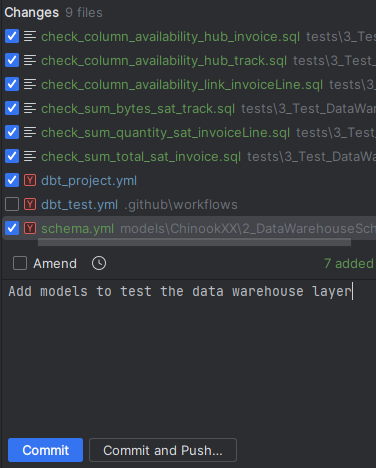 Changes 9 files
check_column_availability_hub_invoice.sql tests\3_Tes
check_column_availability_hub_track.sql tests\3_Test_
check_column_availability_link_invoiceLine.sql tests\3
check_sum_bytes_sat_track.sql tests\3_Test_DataWar
check_sum_quantity_sat_invoiceLine.sql tests\3_Test_
check_sum_total_sat_invoice.sql tests\3_Test_DataWa
Y dbt_project.yml
Y dbt_test.yml .github\workflows
Y schema.yml models\ChinookXX\2_DataWarehouseSch
Amend 7 added
Add models to test the data warehouse layer
Commit Commit and Push...